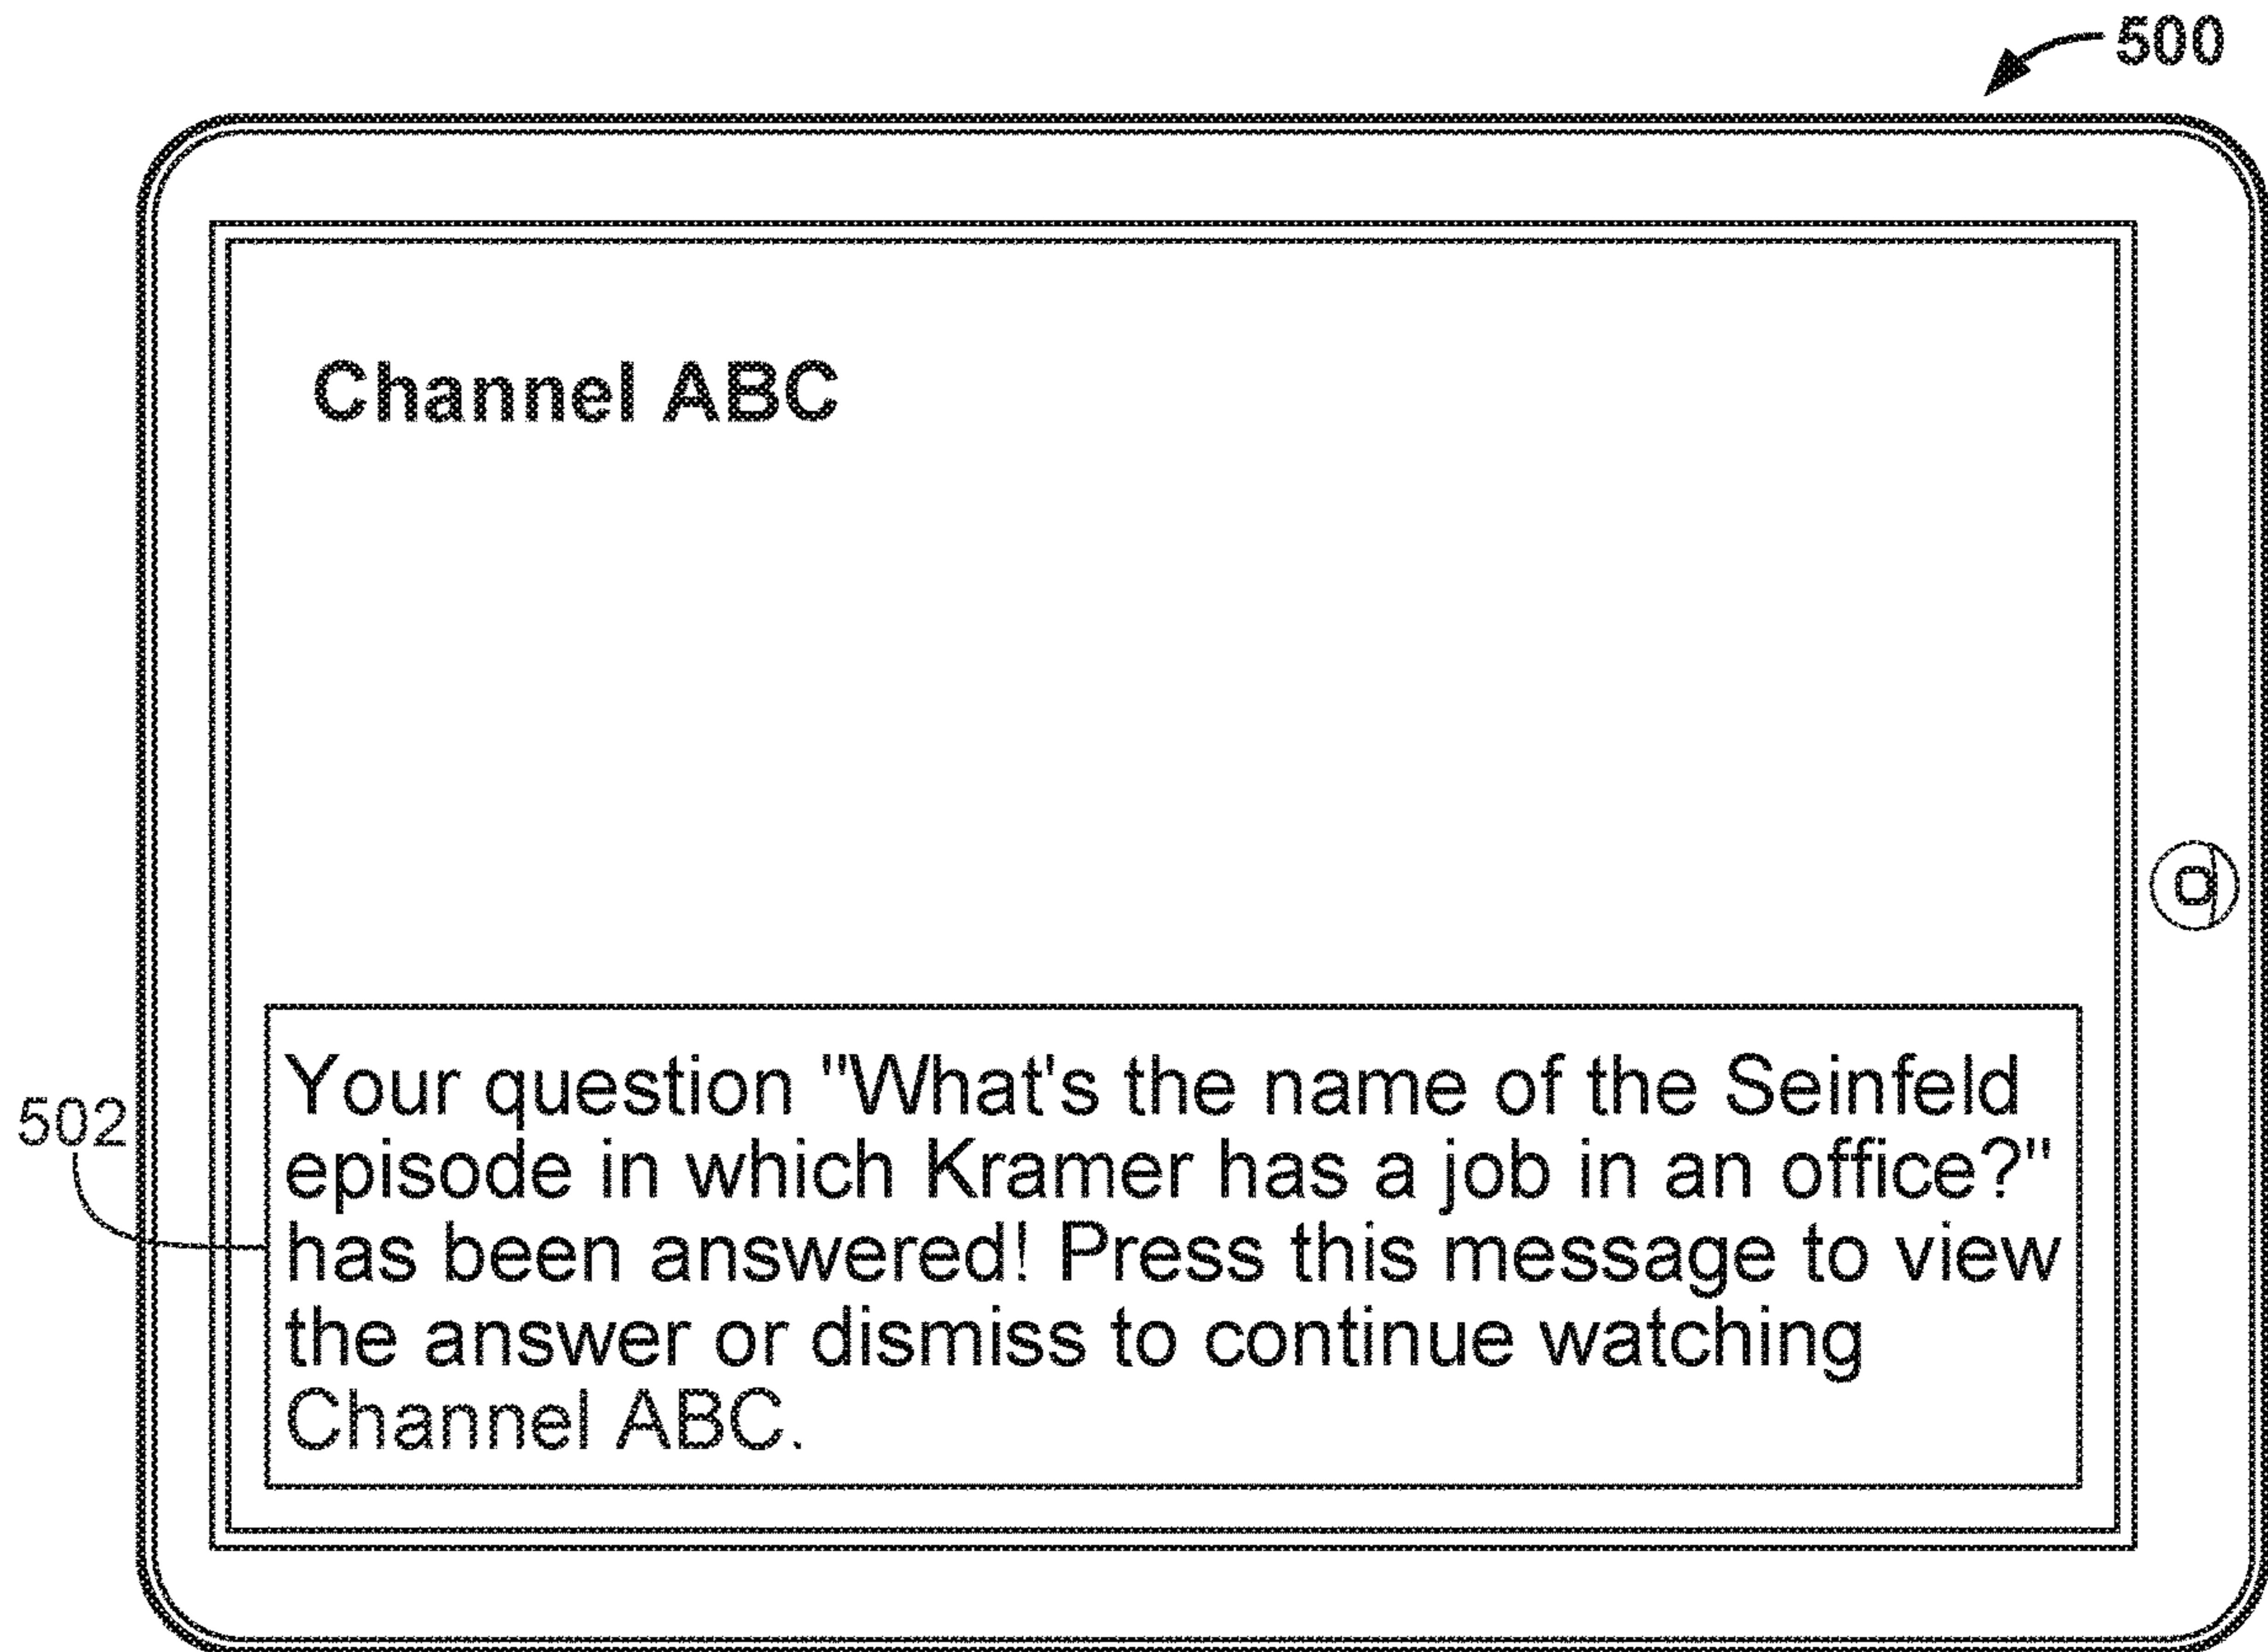 500
Channel ABC
502
Your question "What's the name of the Seinfeld
episode in which Kramer has a job in an office?"
has been answered! Press this message to view
the answer or dismiss to continue watching
Channel ABC.